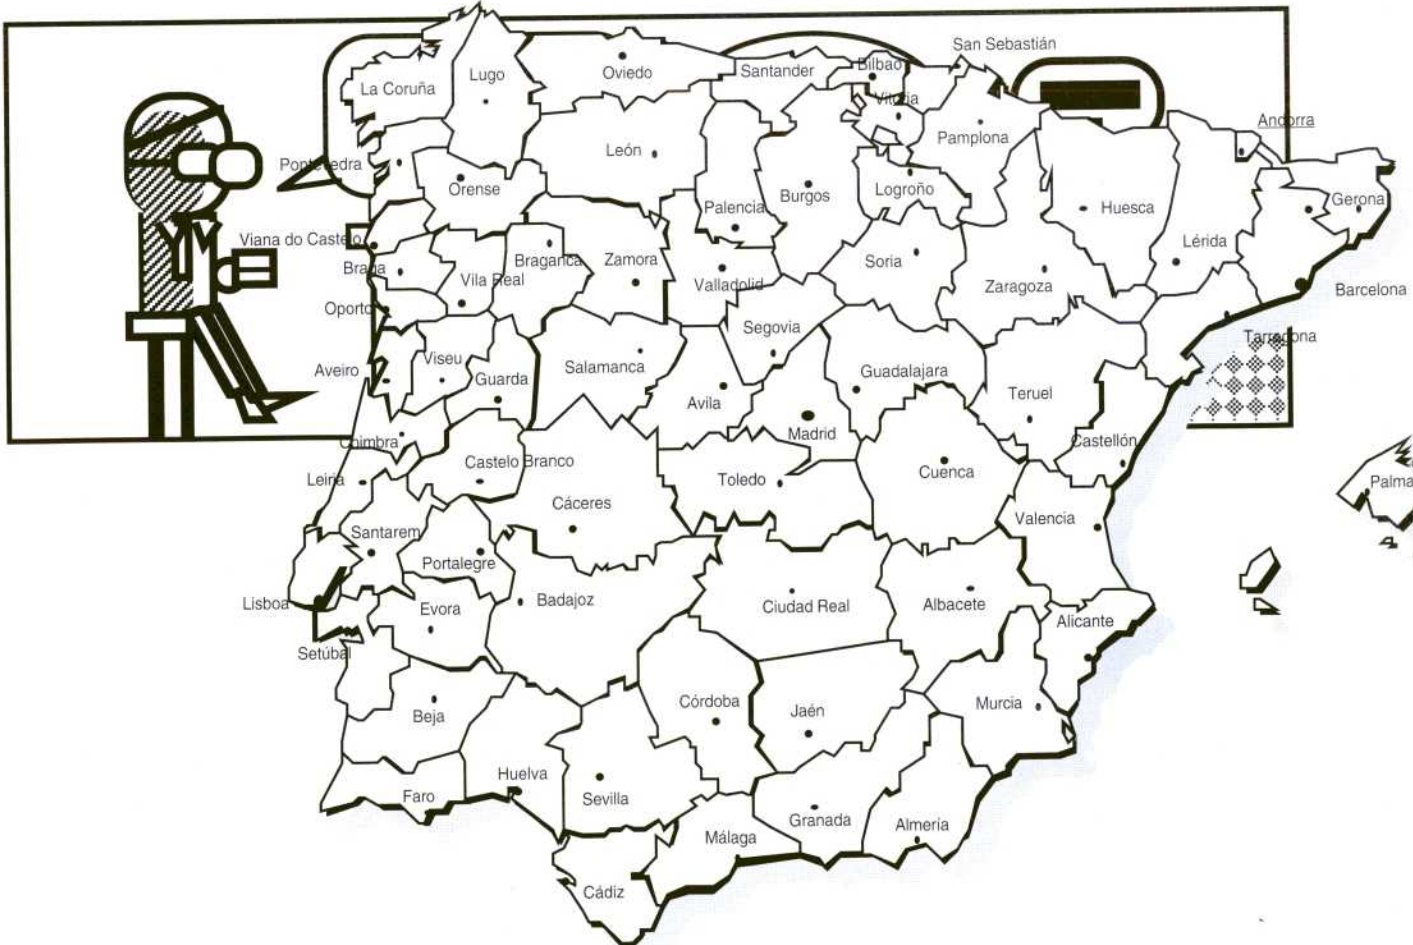 San Sebastián
Bilbao
Oviedo
Santander
Lugo
La Coruña
Vitoria
Andorra
Pamplona
León
Pontevedra
Orense
Logroño
Burgos
Palencia
Huesca
Gerona
Viana do Castelo
Lérida
Braga
Bragança
Zamora
Soria
Vila Real
Valladolid
Zaragoza
Barcelona
Oporto
Segovia
Tarragona
Viseu
Aveiro
Salamanca
Guadalajara
Guarda
Teruel
Avila
Madrid
Coimbra
Castellón
Castelo Branco
Cuenca
Leiria
Toledo
Palma
Cáceres
Valencia
Santarem
Portalegre
Lisboa
Evora
Badajoz
Ciudad Real
Albacete
Alicante
Setúbal
Córdoba
Murcia
Jaén
Beja
Huelva
Faro
Sevilla
Granada
Almería
Málaga
Cádiz